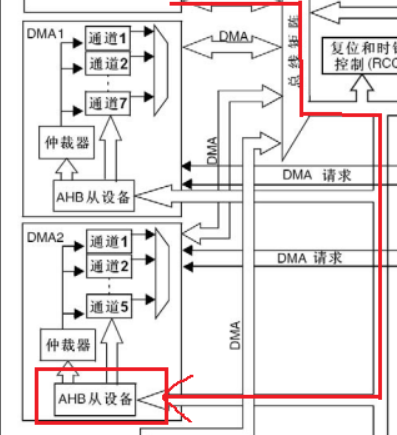 DMA1
通道1
通道2
通道7
仲裁器
AHB从设备
DMA
总线矩阵
复位和时钟
控制(RCC
DMA
DMA 请求
DMA2
通道1
通道2
通道5
仲裁器
AHB从设备
DMA 请求
DMA